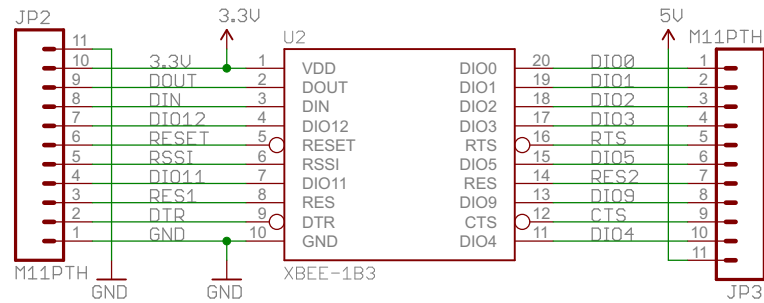 JP2 3.3V U2 5V M11PTH
11
10 3.3V 1 VDD DIO0 20 DIO0 1
9 DOUT 2 DOUT DIO1 19 DIO1 2
8 DIN 3 DIN DIO2 18 DIO2 3
7 DIO12 4 DIO12 DIO3 17 DIO3 4
6 RESET 5 RESET RTS 16 RTS 5
5 RSSI 6 RSSI DIO5 15 DIO5 6
4 DIO11 7 DIO11 RES 14 RES2 7
3 RES1 8 RES DIO9 13 DIO9 8
2 DTR 9 DTR CTS 12 CTS 9
1 GND 10 GND DIO4 11 DIO4 10
11
M11PTH GND GND XBEE-1B3 JP3